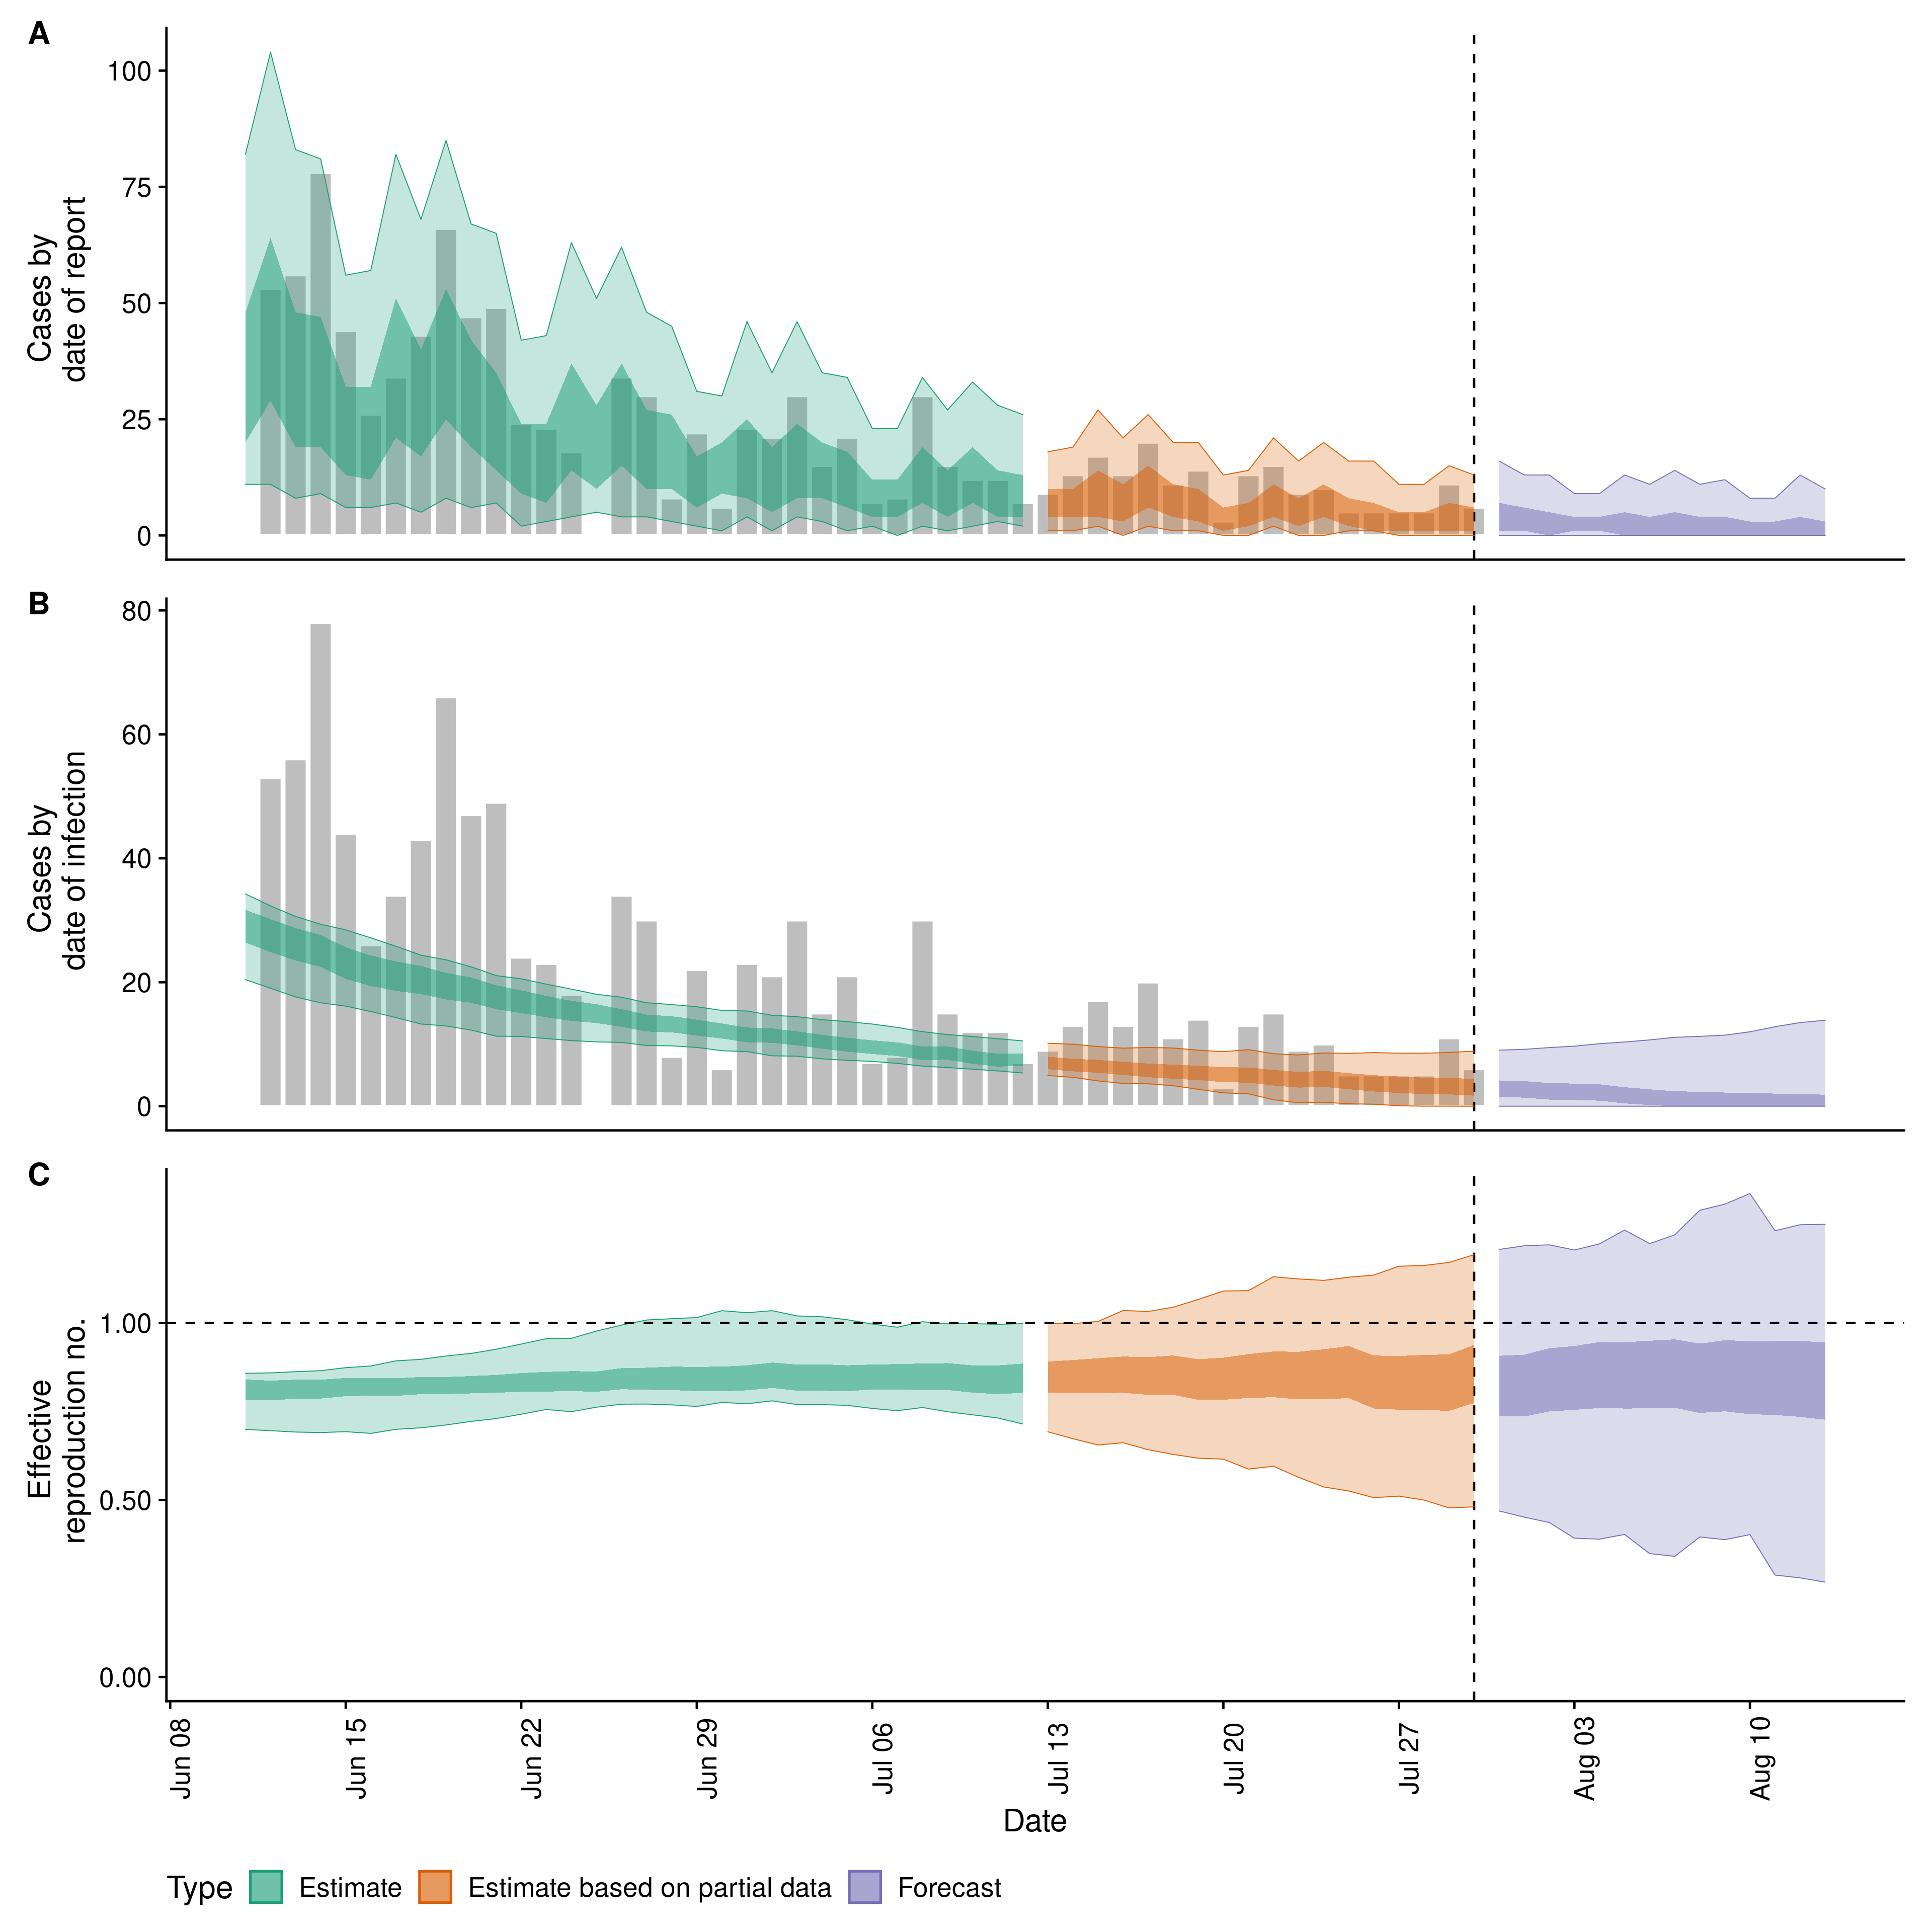 A
Cases by
date of report
100
75
50
25
0
B
Cases by
date of infection
80
60
40
20
0
C
Effective
reproduction no.
1.00
0.50
0.00
Jun 08
Jun 15
Jun 22
Jun 29
Jul 06
Jul 13
Jul 20
Jul 27
Aug 03
Aug 10
Date
Type
Estimate
Estimate based on partial data
Forecast